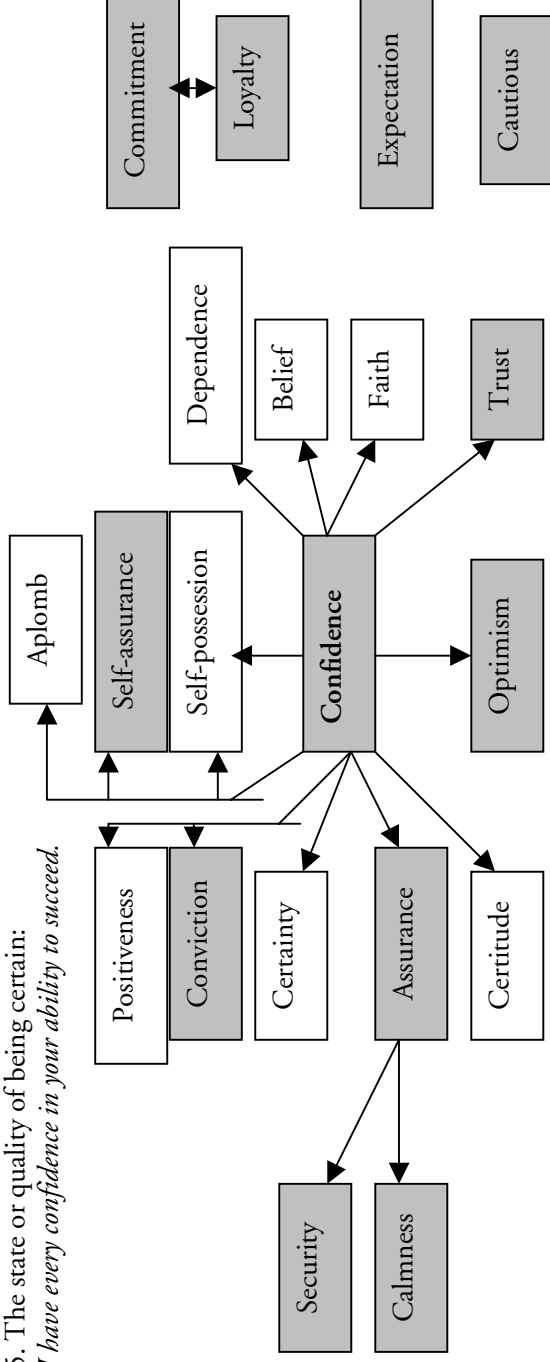 5. The state or quality of being certain:
I have every confidence in your ability to succeed.
Aplomb
Positiveness
Self-assurance
Commitment
Conviction
Self-possession
Dependence
Loyalty
Security
Certainty
Confidence
Belief
Calmness
Assurance
Faith
Expectation
Certitude
Optimism
Trust
Cautious